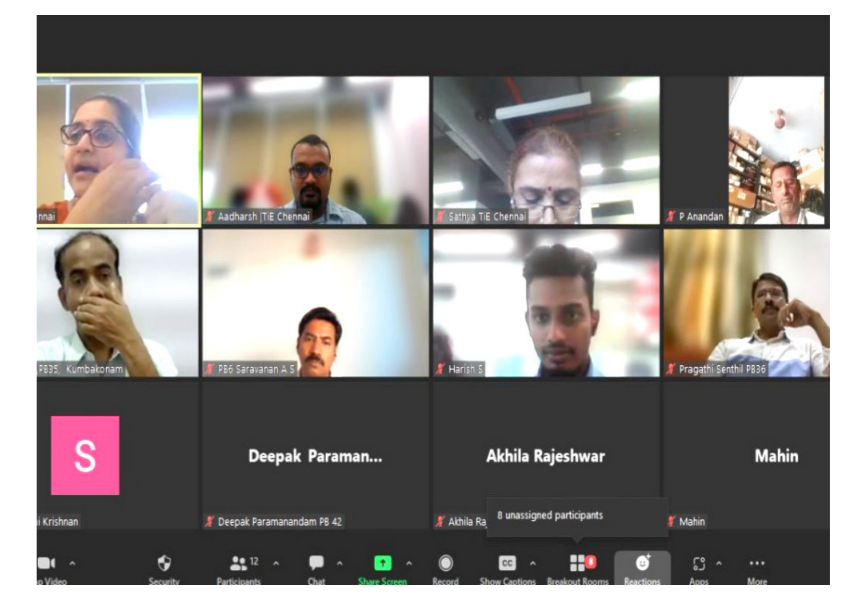 nnai
Aadharsh |TiE Chennai
Sathya TiE Chennai
P Anandan
PB35, Kumbakonam
PB6 Saravanan A S
Harish S
Pragathi Senthil PB36
S
Deepak Paraman...
Akhila Rajeshwar
Mahin
i Krishnan
Deepak Paramanandam PB 42
Akhila Raj
8 unassigned participants
Mahin
12
CC
p Video
Security
Participants
Chat
Share Screen
Record
Show Captions
Breakout Rooms
Reactions
Apps
More